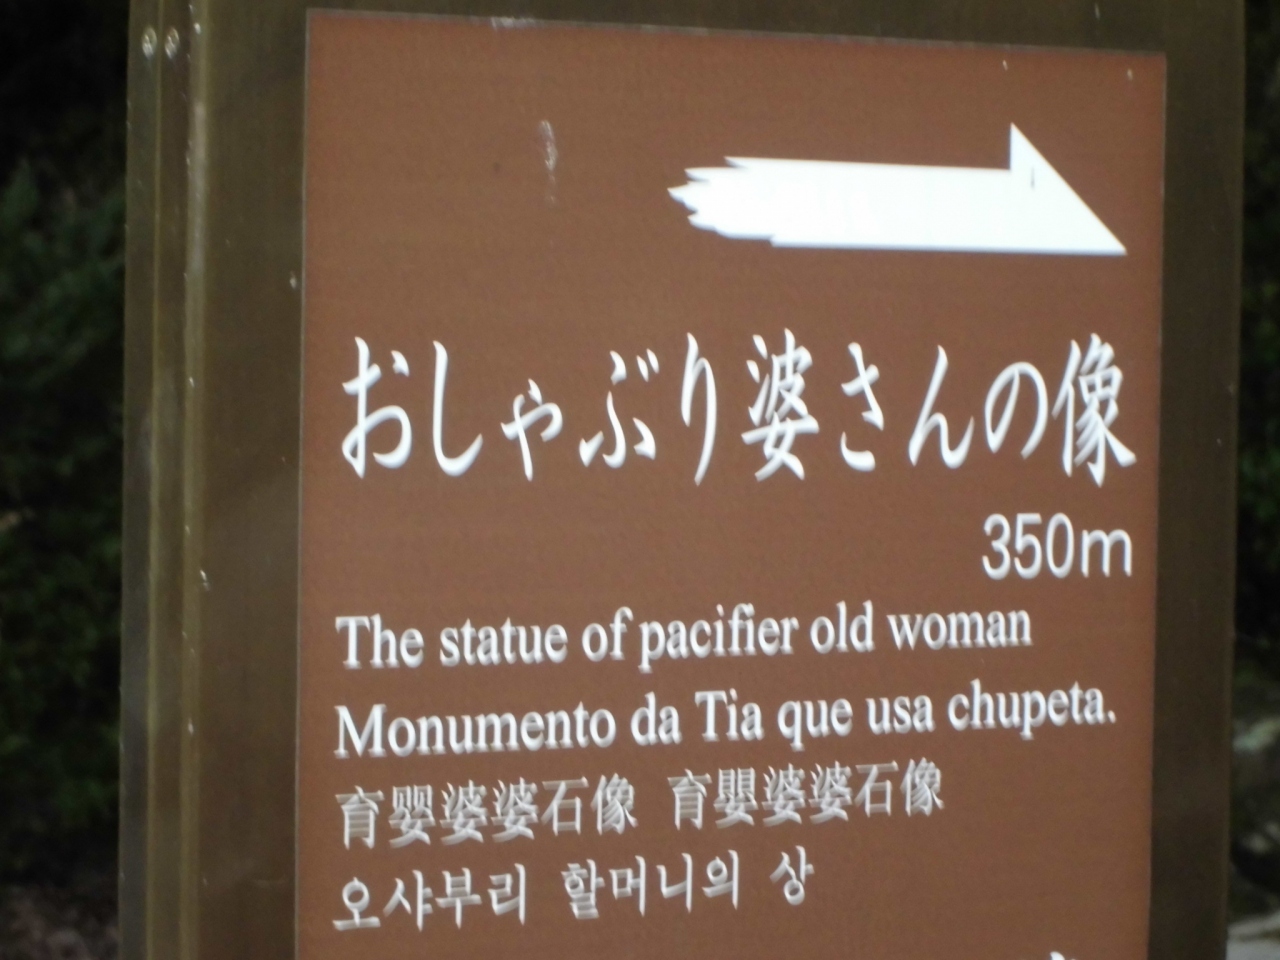 おしゃぶり婆さんの像
350m
The statue of pacifier old woman
Monumento da Tia que usa chupeta.
育婴婆婆石像 育嬰婆婆石像
오샤부리 할머니의 상